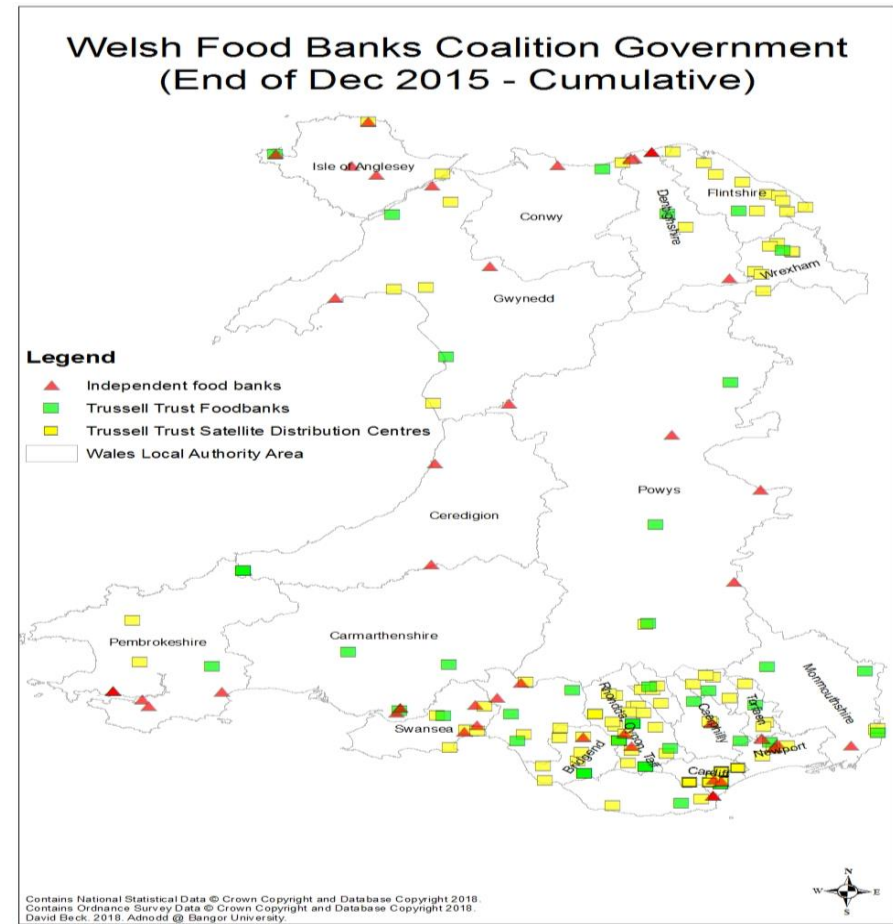 Welsh Food Banks Coalition Government
(End of Dec 2015 - Cumulative)
Isle of Anglesey
Flintshire
Denbighshire
Conwy
Wrexham
Gwynedd
Legend
Independent food banks
Trussell Trust Foodbanks
Trussell Trust Satellite Distribution Centres
Wales Local Authority Area
Powys
Ceredigion
Pembrokeshire
Carmarthenshire
Monmouthshire
Rhondda Cynon Taf
Caerphilly
Torfaen
Swansea
Bridgend
Newport
Cardiff
N
W
E
S
Contains National Statistical Data © Crown Copyright and Database Copyright 2018.
Contains Ordnance Survey Data © Crown Copyright and Database Copyright 2018.
David Beck. 2018. Adnodd @ Bangor University.